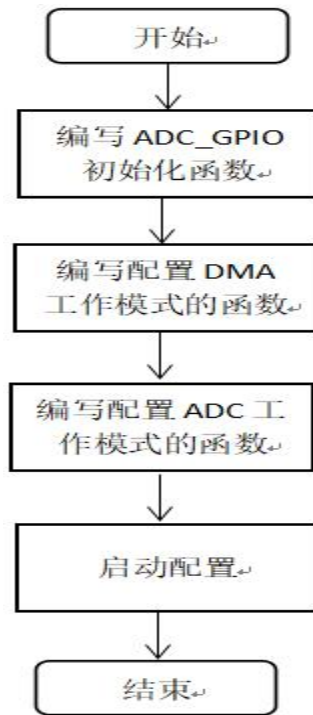 开始
编写 ADC_GPIO
初始化函数
编写配置 DMA
工作模式的函数
编写配置 ADC 工
作模式的函数
启动配置
结束